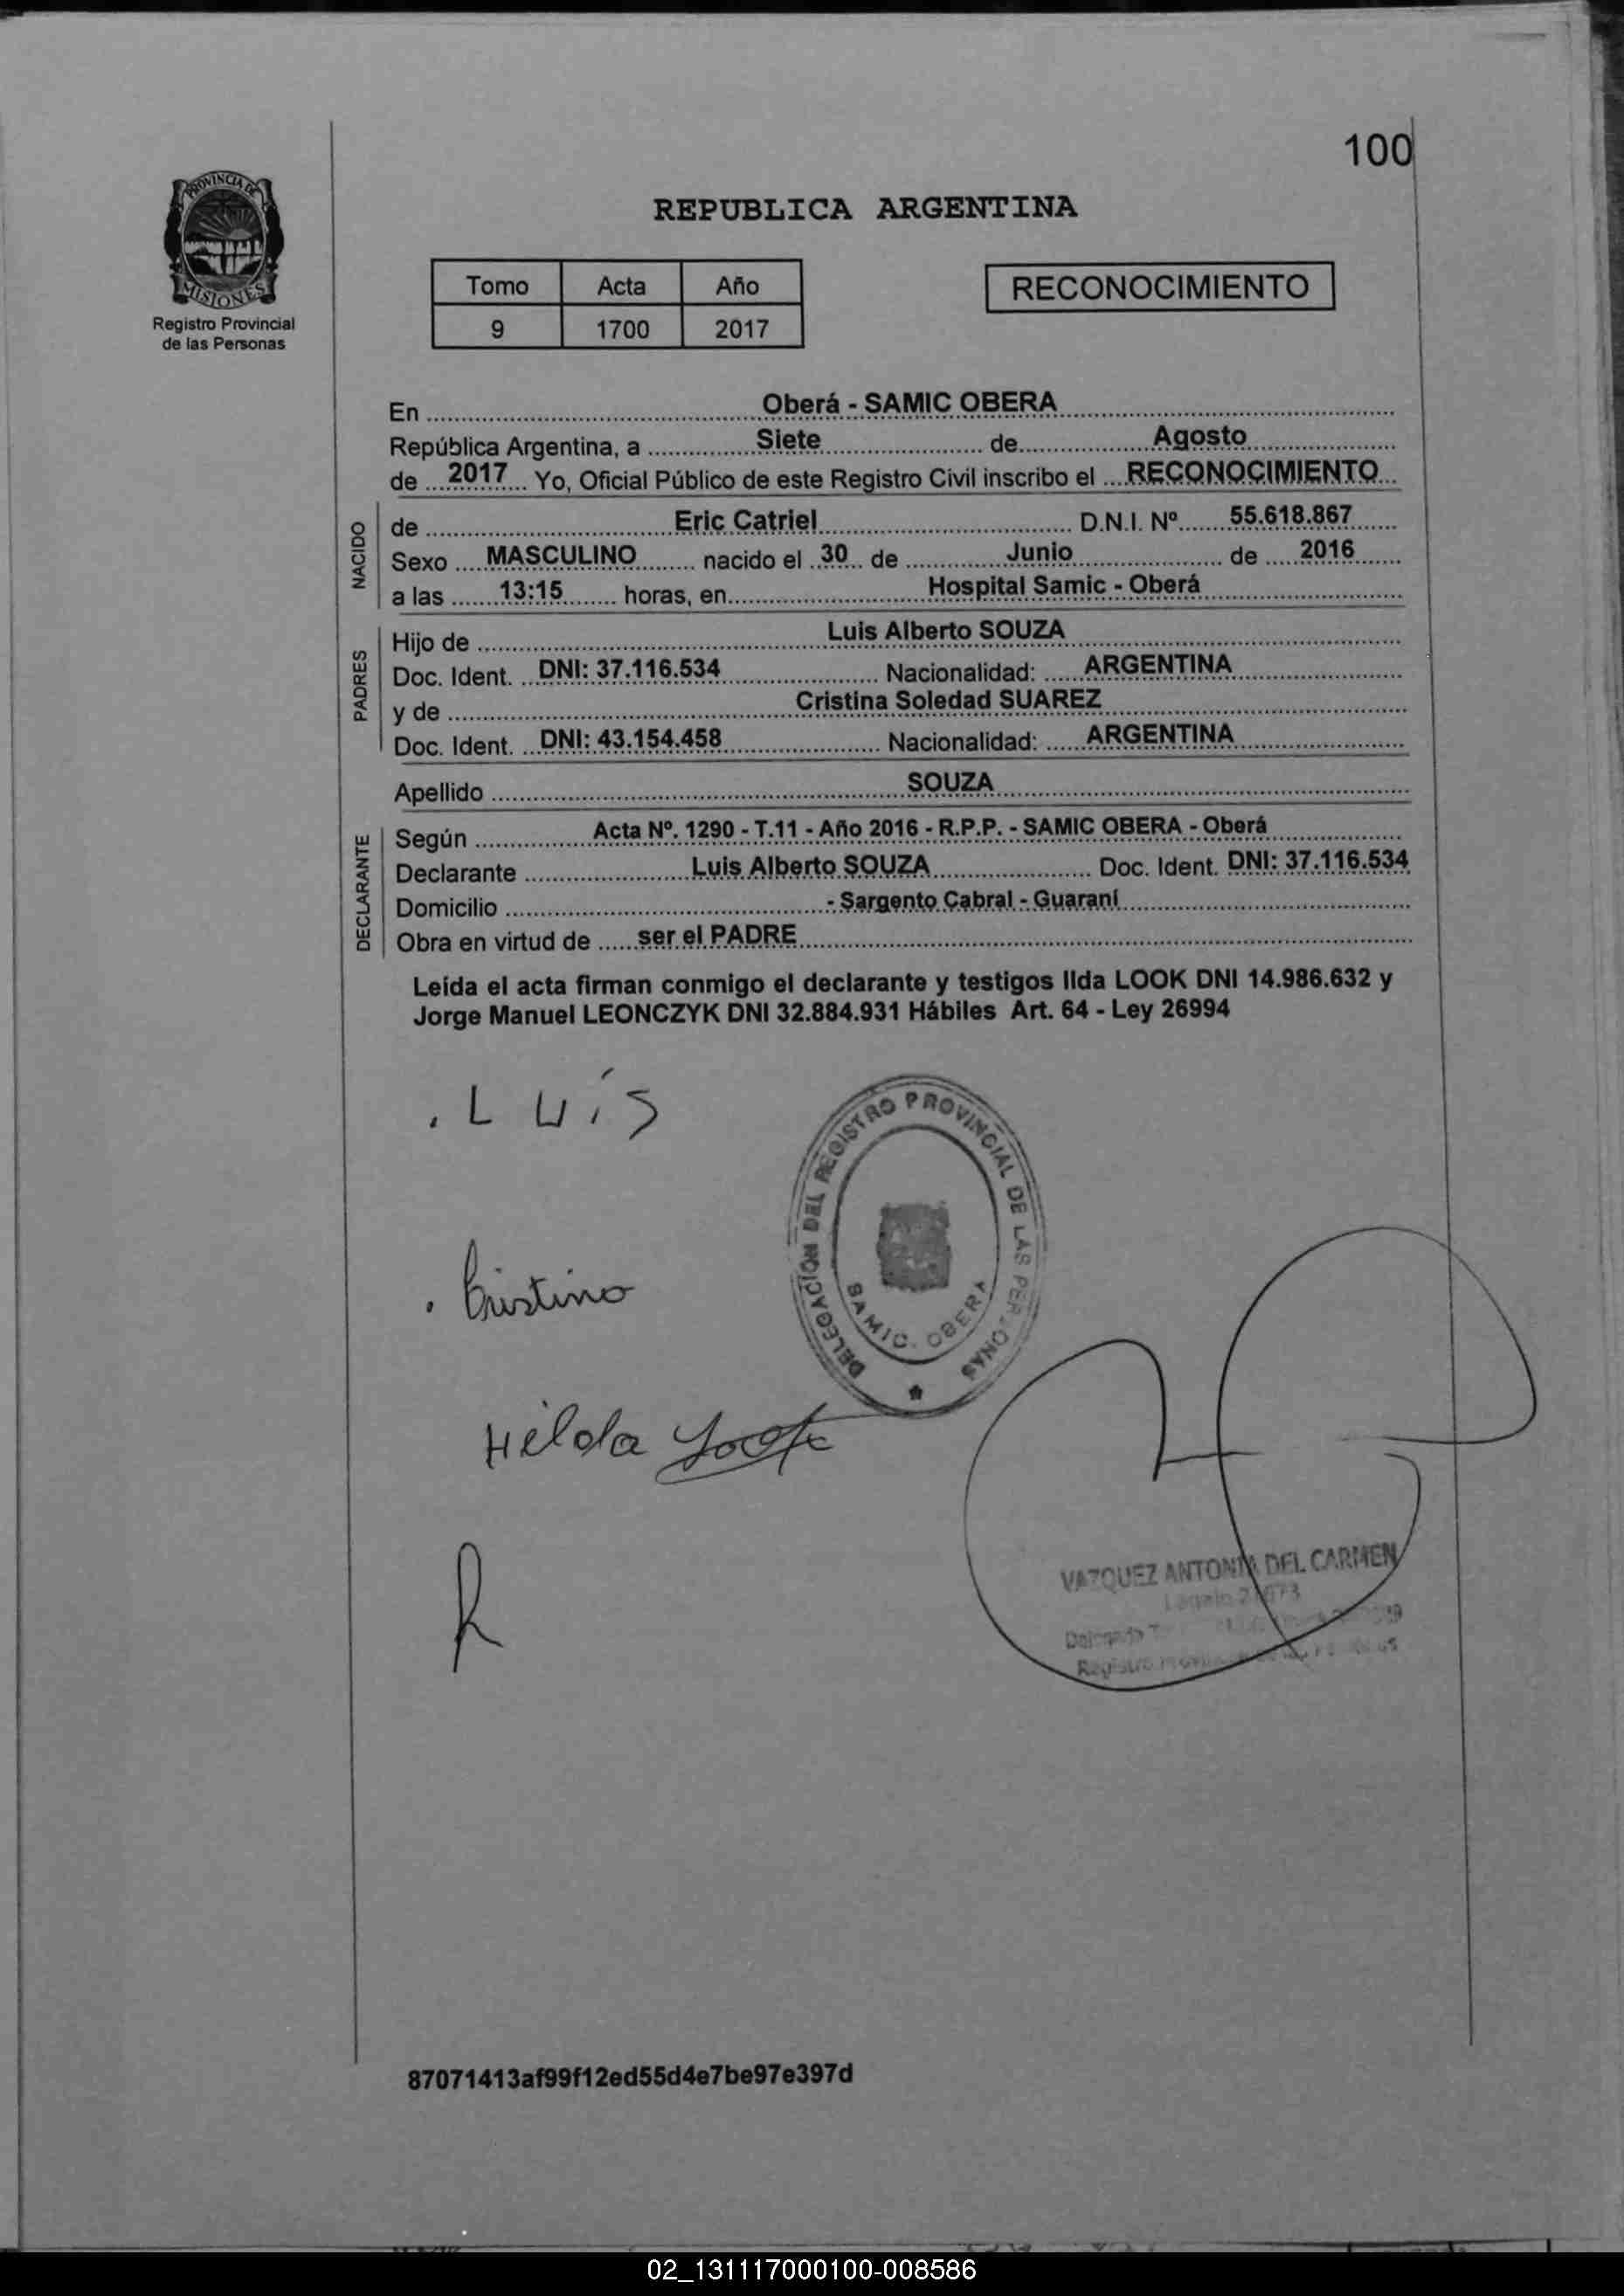 100
PROVINCIA DE
MISIONES
Registro Provincial
de las Personas
REPUBLICA ARGENTINA
Tomo Acta Año
9 1700 2017
RECONOCIMIENTO
En Oberá - SAMIC OBERA
República Argentina, a Siete de Agosto
de 2017 Yo, Oficial Público de este Registro Civil inscribo el RECONOCIMIENTO
NACIDO
de Eric Catriel D.N.I. Nº 55.618.867
Sexo MASCULINO nacido el 30 de Junio de 2016
a las 13:15 horas, en Hospital Samic - Oberá
PADRES
Hijo de Luis Alberto SOUZA
Doc. Ident. DNI: 37.116.534 Nacionalidad: ARGENTINA
y de Cristina Soledad SUAREZ
Doc. Ident. DNI: 43.154.458 Nacionalidad: ARGENTINA
Apellido SOUZA
DECLARANTE
Según Acta Nº. 1290 - T.11 - Año 2016 - R.P.P. - SAMIC OBERA - Oberá
Declarante Luis Alberto SOUZA Doc. Ident. DNI: 37.116.534
Domicilio - Sargento Cabral - Guaraní
Obra en virtud de ser el PADRE
Leída el acta firman conmigo el declarante y testigos Ilda LOOK DNI 14.986.632 y
Jorge Manuel LEONCZYK DNI 32.884.931 Hábiles Art. 64 - Ley 26994
. Luís
DELEGACION DEL REGISTRO PROVINCIAL DE LAS PERSONAS
SAMIC. OBERA
. Cristina
Hilda Look
VAZQUEZ ANTONIA DEL CARMEN
87071413af99f12ed55d4e7be97e397d
02_131117000100-008586